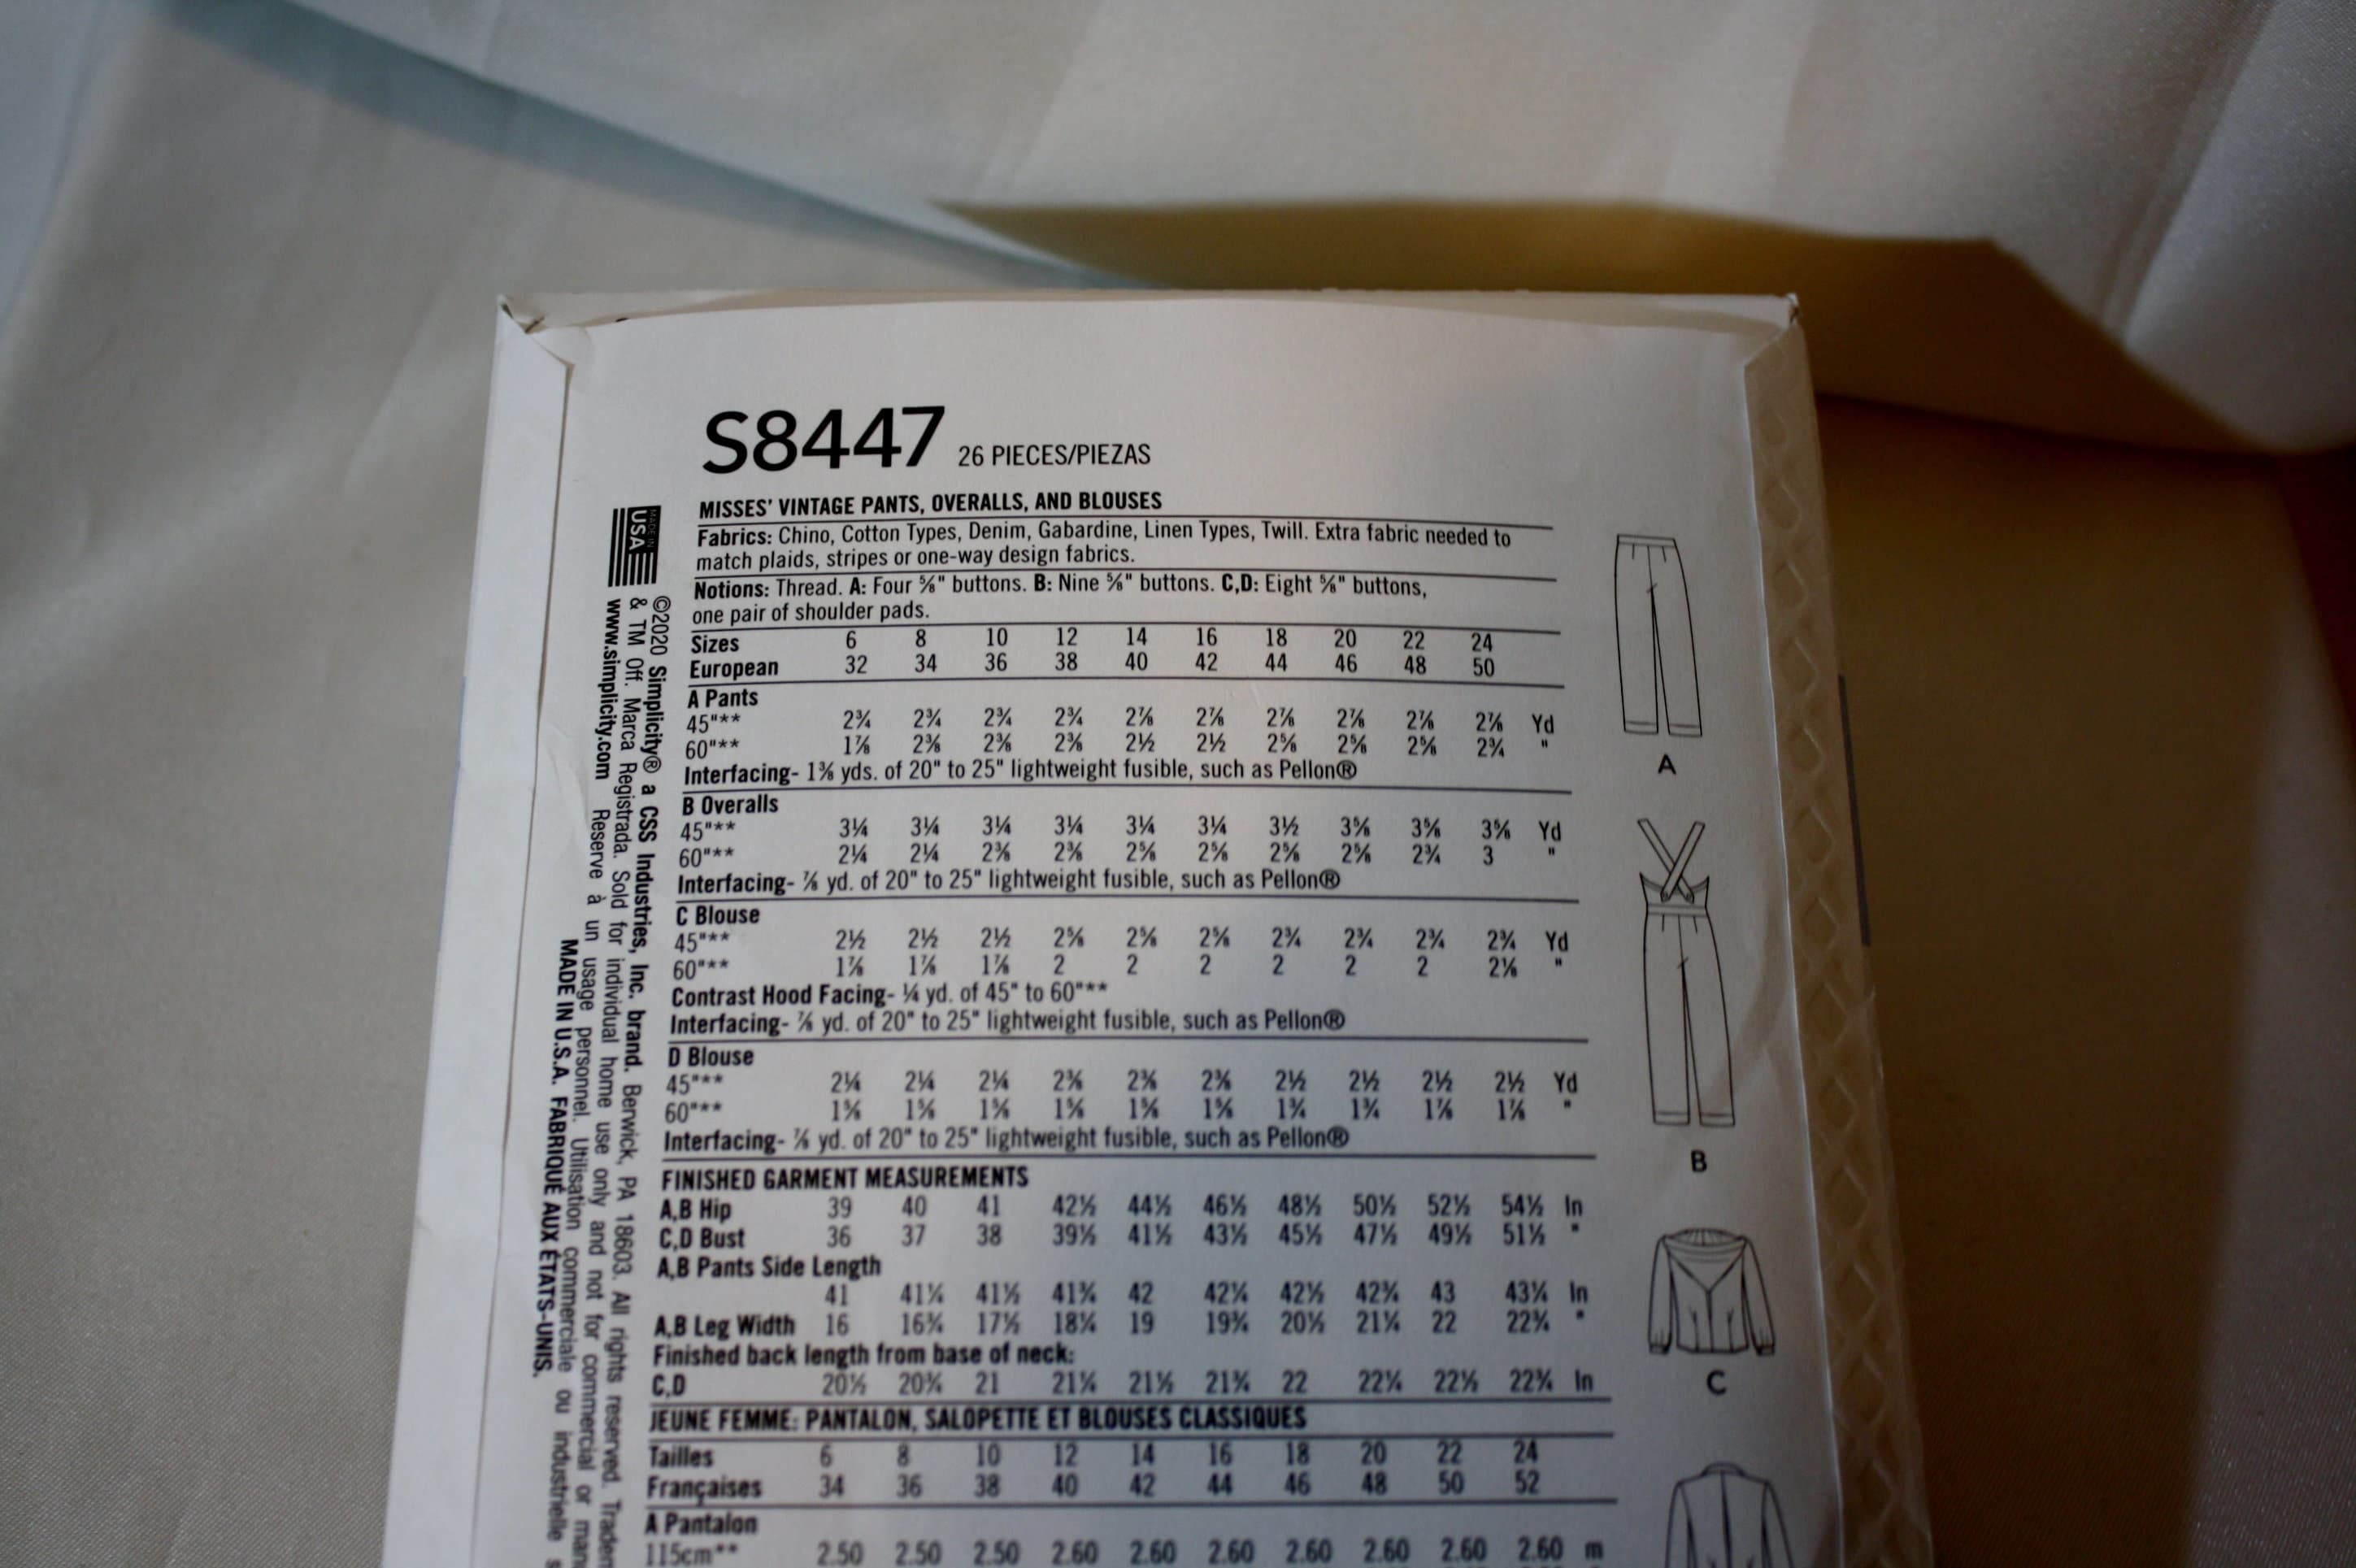 S8447 26 PIECES/PIEZAS
MISSES' VINTAGE PANTS, OVERALLS, AND BLOUSES
Fabrics: Chino, Cotton Types, Denim, Gabardine, Linen Types, Twill. Extra fabric needed to
match plaids, stripes or one-way design fabrics.
Notions: Thread. A: Four ⅝" buttons. B: Nine ⅝" buttons. C,D: Eight ⅝" buttons,
one pair of shoulder pads.
Sizes 6 8 10 12 14 16 18 20 22 24
European 32 34 36 38 40 42 44 46 48 50
A Pants
45"** 2¾ 2¾ 2¾ 2¾ 2⅞ 2⅞ 2⅞ 2⅞ 2⅞ 2⅞ Yd
60"** 1⅞ 2⅜ 2⅜ 2⅜ 2½ 2½ 2⅝ 2⅝ 2⅝ 2¾ "
Interfacing- 1⅜ yds. of 20" to 25" lightweight fusible, such as Pellon®
B Overalls
45"** 3¼ 3¼ 3¼ 3¼ 3¼ 3¼ 3½ 3⅝ 3⅝ 3⅝ Yd
60"** 2¼ 2¼ 2⅜ 2⅜ 2⅝ 2⅝ 2⅝ 2⅝ 2¾ 3 "
Interfacing- ⅞ yd. of 20" to 25" lightweight fusible, such as Pellon®
C Blouse
45"** 2½ 2½ 2½ 2⅝ 2⅝ 2⅝ 2¾ 2¾ 2¾ 2¾ Yd
60"** 1⅞ 1⅞ 1⅞ 2 2 2 2 2 2 2⅛ "
Contrast Hood Facing- ¼ yd. of 45" to 60"**
Interfacing- ⅞ yd. of 20" to 25" lightweight fusible, such as Pellon®
D Blouse
45"** 2¼ 2¼ 2¼ 2⅜ 2⅜ 2⅜ 2½ 2½ 2½ 2½ Yd
60"** 1⅝ 1⅝ 1⅝ 1⅝ 1⅝ 1⅝ 1¾ 1¾ 1⅞ 1⅞ "
Interfacing- ⅞ yd. of 20" to 25" lightweight fusible, such as Pellon®
FINISHED GARMENT MEASUREMENTS
A,B Hip 39 40 41 42½ 44½ 46½ 48½ 50½ 52½ 54½ In
C,D Bust 36 37 38 39½ 41½ 43½ 45½ 47½ 49½ 51½ "
A,B Pants Side Length
41 41¼ 41½ 41¾ 42 42¼ 42½ 42¾ 43 43¼ In
A,B Leg Width 16 16¾ 17½ 18¼ 19 19¾ 20½ 21¼ 22 22¾ "
Finished back length from base of neck:
C,D 20½ 20¾ 21 21¼ 21½ 21¾ 22 22¼ 22½ 22¾ In
JEUNE FEMME: PANTALON, SALOPETTE ET BLOUSES CLASSIQUES
Tailles 6 8 10 12 14 16 18 20 22 24
Françaises 34 36 38 40 42 44 46 48 50 52
A Pantalon
115cm** 2.50 2.50 2.50 2.60 2.60 2.60 2.60 2.60 2.60 2.60 m
MADE IN
USA
©2020 Simplicity® a CSS Industries, Inc. brand. Berwick, PA 18603. All rights reserved.
& TM Off. Marca Registrada. Sold for individual home use only and not for commercial or
www.simplicity.com Reserve à un usage personnel. Utilisation commerciale ou industrielle
MADE IN U.S.A. FABRIQUÉ AUX ÉTATS-UNIS.
A
B
C